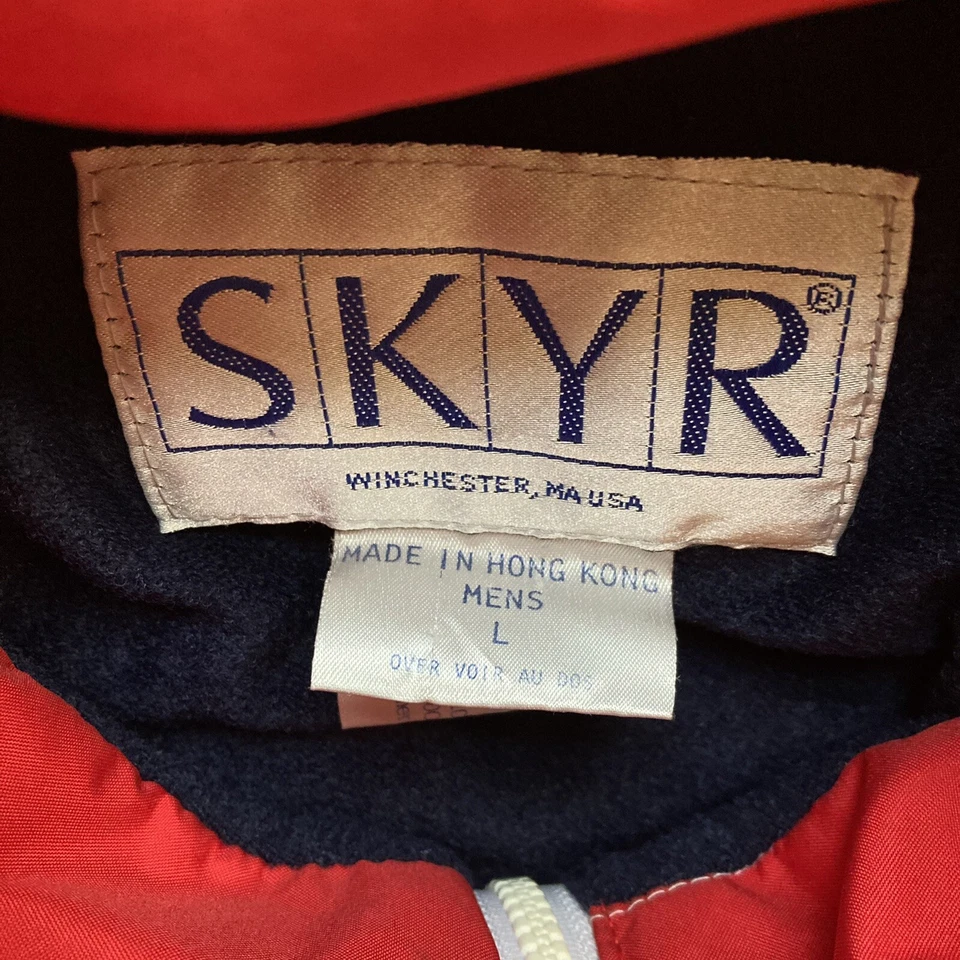 SKYR®
WINCHESTER, MA USA
MADE IN HONG KONG
MENS
L
OVER VOIR AU DOS